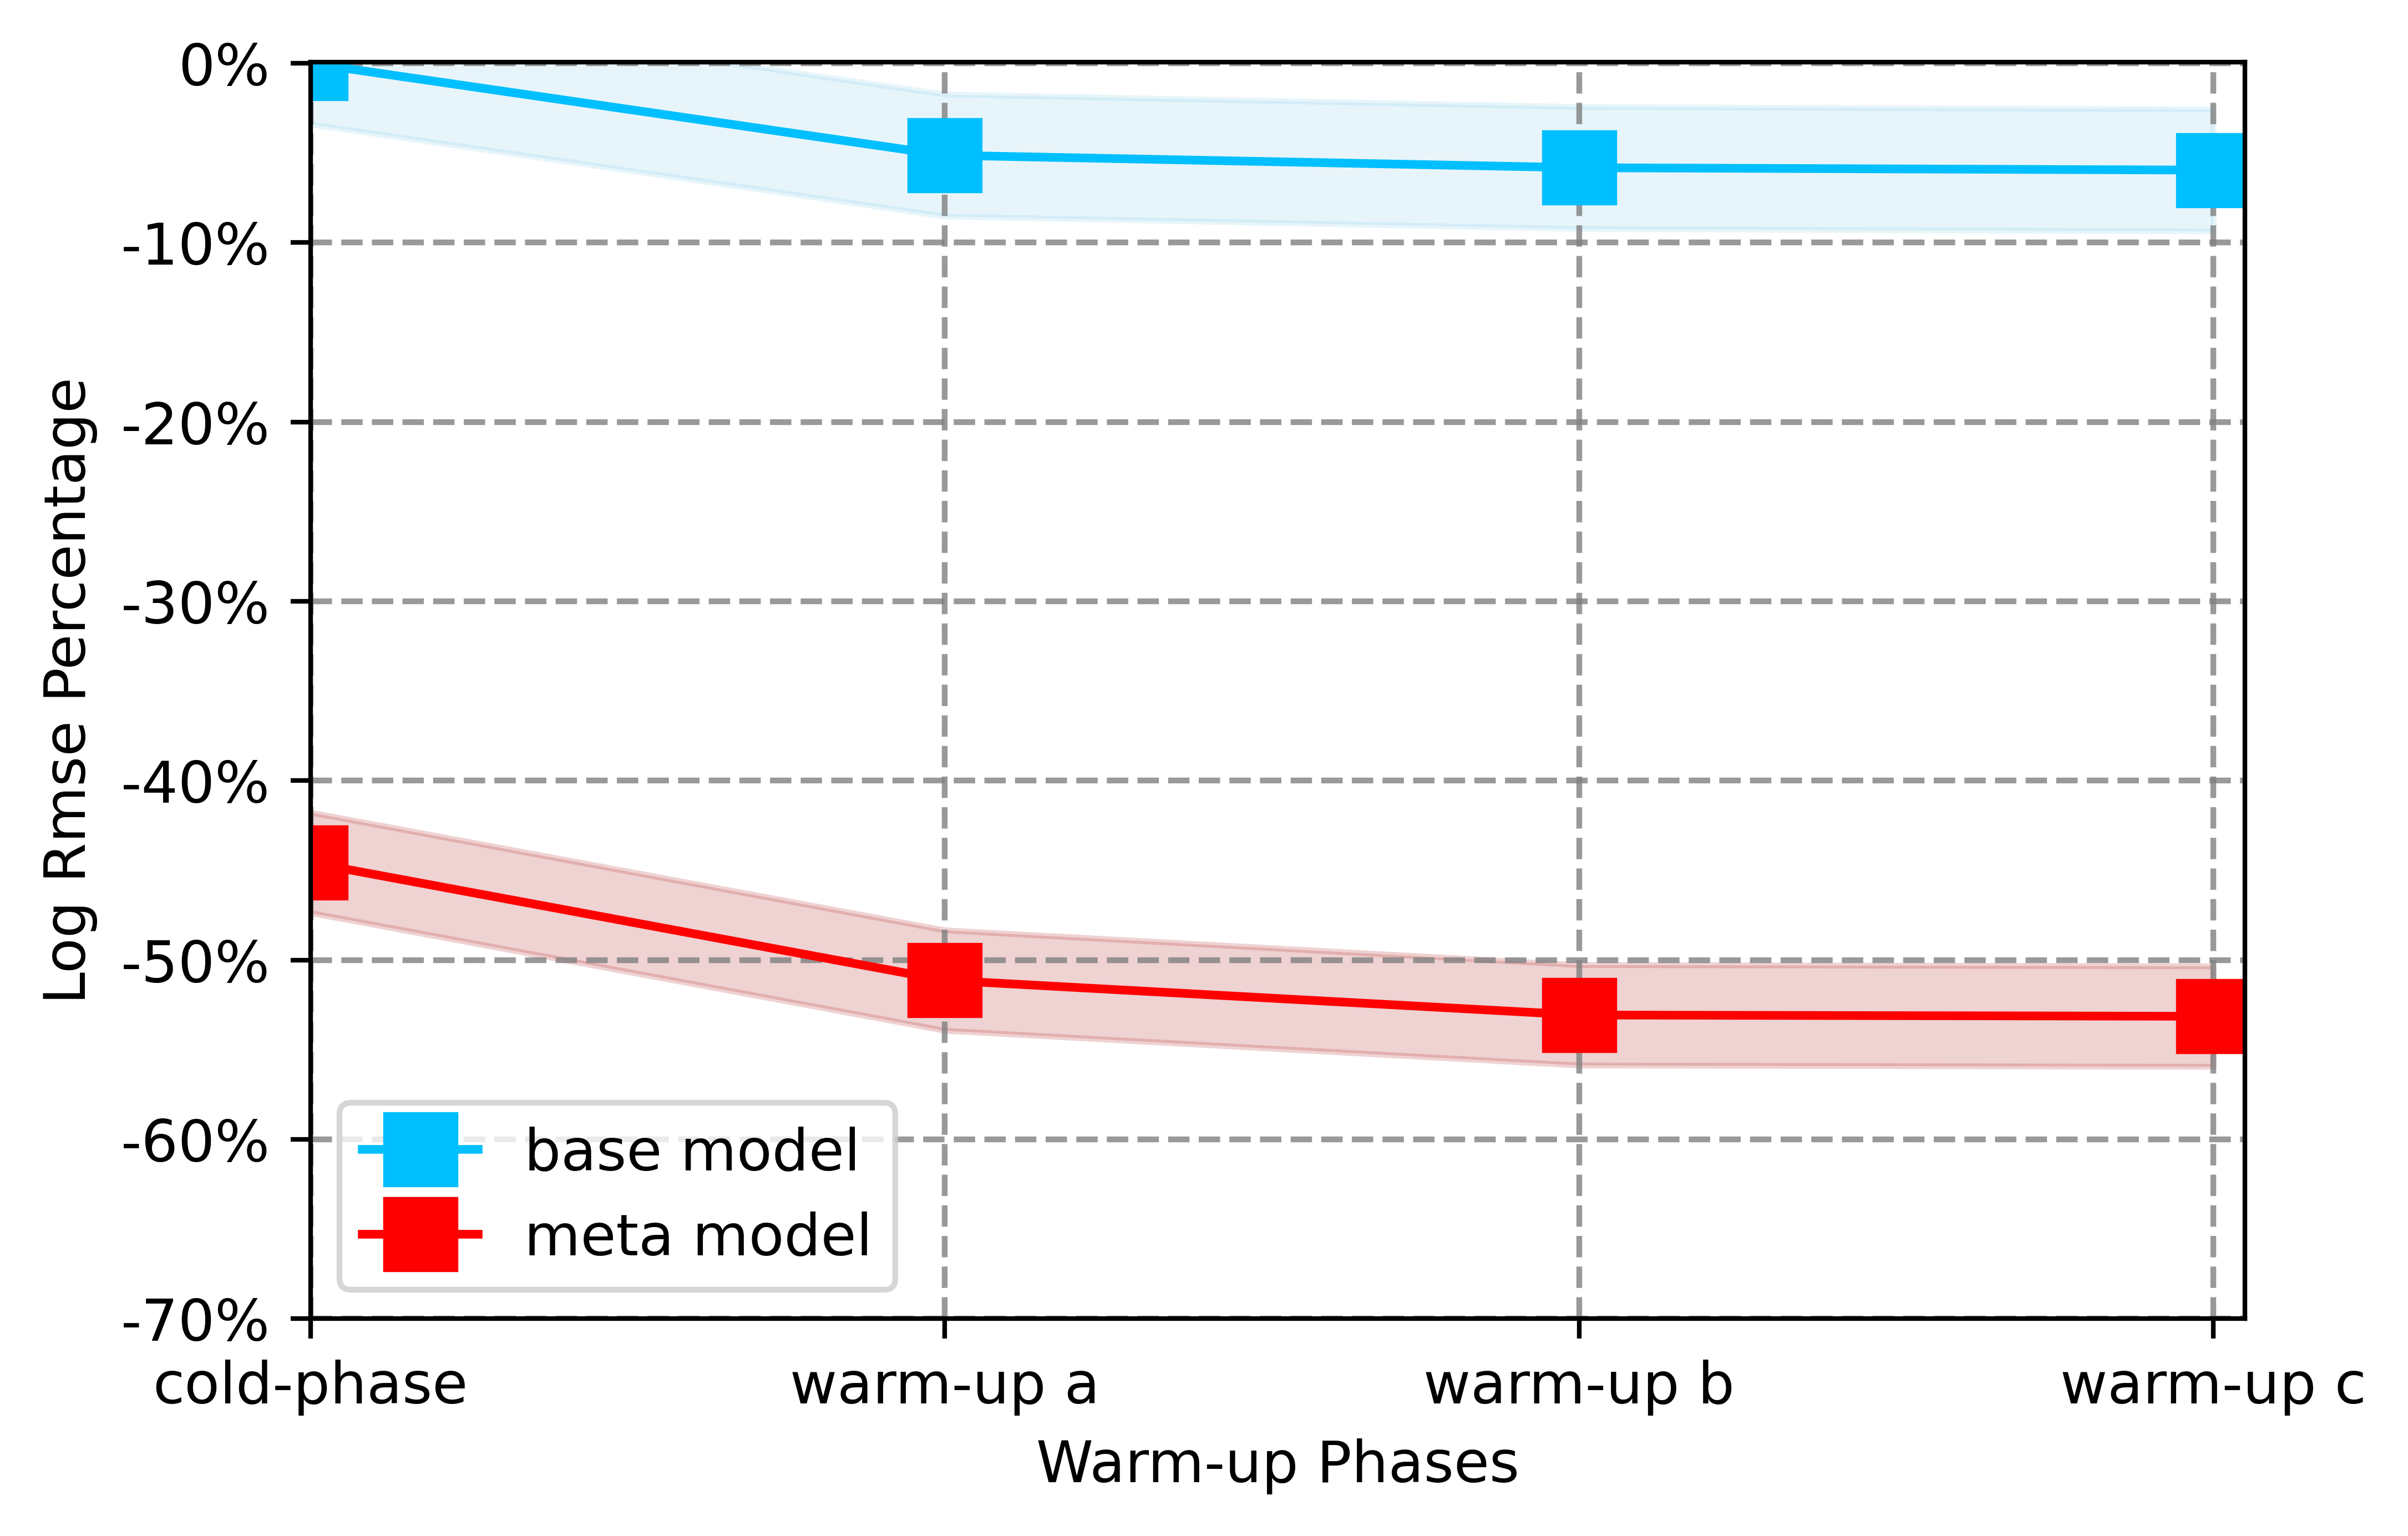 0%
-10%
-20%
-30%
-40%
-50%
-60%
-70%
Log Rmse Percentage
base model
meta model
cold-phase
warm-up a
warm-up b
warm-up c
Warm-up Phases